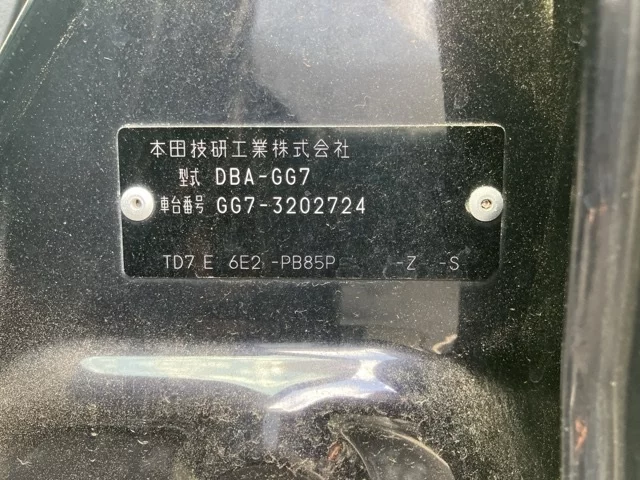 本田技研工業株式会社
型式 DBA-GG7
車台番号 GG7-3202724
TD7 E 6E2 -PB85P -Z -S